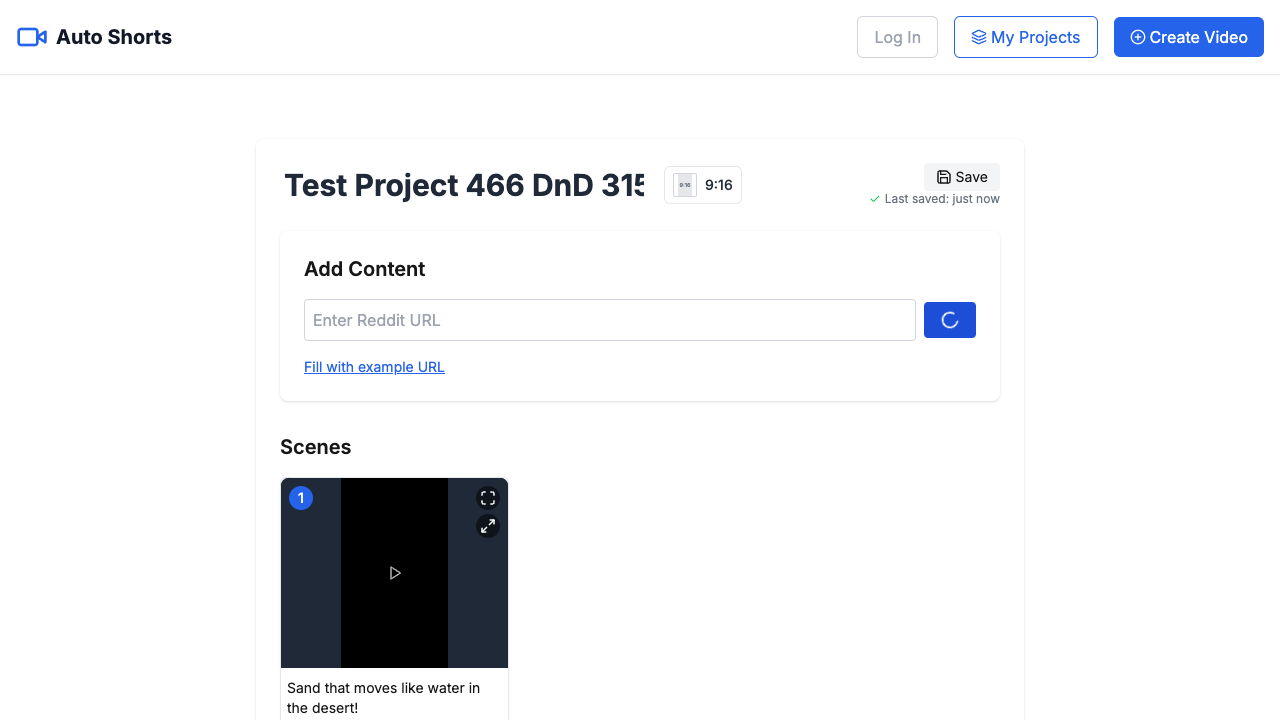 Auto Shorts
Log In
My Projects
Create Video
Test Project 466 DnD 315
9:16
9:16
Save
Last saved: just now
Add Content
Enter Reddit URL
Fill with example URL
Scenes
1
Sand that moves like water in
the desert!